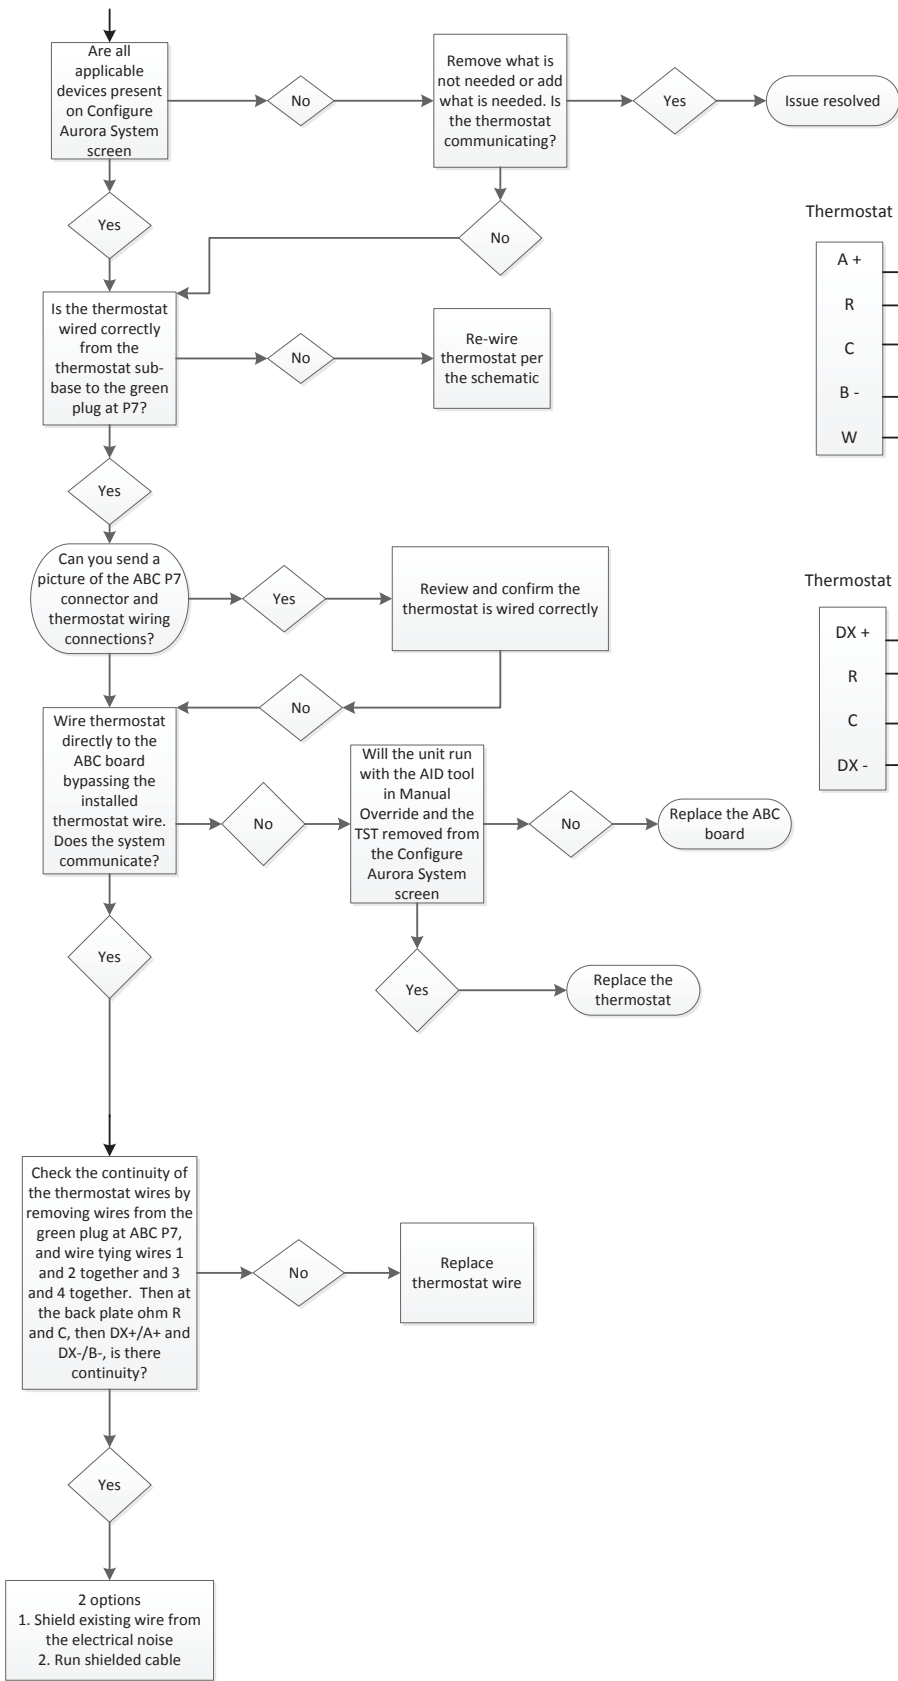 Are all
applicable
devices present
on Configure
Aurora System
screen
No
Remove what is
not needed or add
what is needed. Is
the thermostat
communicating?
Yes
Issue resolved
Yes
No
Thermostat
A +
R
C
B -
W
Is the thermostat
wired correctly
from the
thermostat sub-
base to the green
plug at P7?
No
Re-wire
thermostat per
the schematic
Yes
Can you send a
picture of the ABC P7
connector and
thermostat wiring
connections?
Yes
Review and confirm the
thermostat is wired correctly
Thermostat
DX +
R
C
DX -
No
Wire thermostat
directly to the
ABC board
bypassing the
installed
thermostat wire.
Does the system
communicate?
No
Will the unit run
with the AID tool
in Manual
Override and the
TST removed from
the Configure
Aurora System
screen
No
Replace the ABC
board
Yes
Yes
Replace the
thermostat
Check the continuity of
the thermostat wires by
removing wires from the
green plug at ABC P7,
and wire tying wires 1
and 2 together and 3
and 4 together.  Then at
the back plate ohm R
and C, then DX+/A+ and
DX-/B-, is there
continuity?
No
Replace
thermostat wire
Yes
2 options
1. Shield existing wire from
the electrical noise
2. Run shielded cable